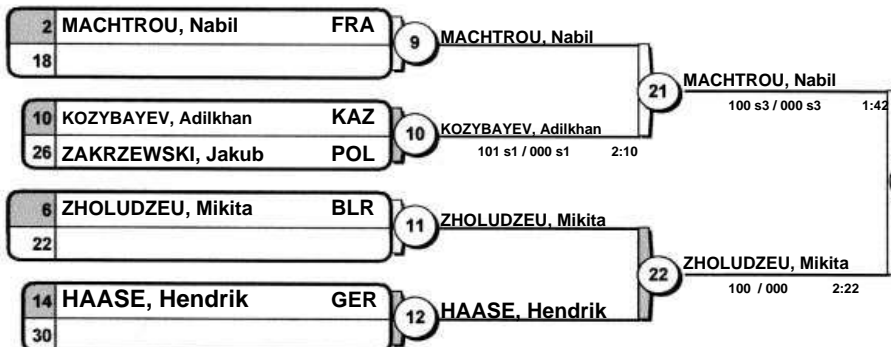 2 MACHTROU, Nabil FRA
18
9 MACHTROU, Nabil
10 KOZYBAYEV, Adilkhan KAZ
26 ZAKRZEWSKI, Jakub POL
10 KOZYBAYEV, Adilkhan
101 s1 / 000 s1 2:10
21 MACHTROU, Nabil
100 s3 / 000 s3 1:42
6 ZHOLUDZEU, Mikita BLR
22
11 ZHOLUDZEU, Mikita
14 HAASE, Hendrik GER
30
12 HAASE, Hendrik
22 ZHOLUDZEU, Mikita
100 / 000 2:22